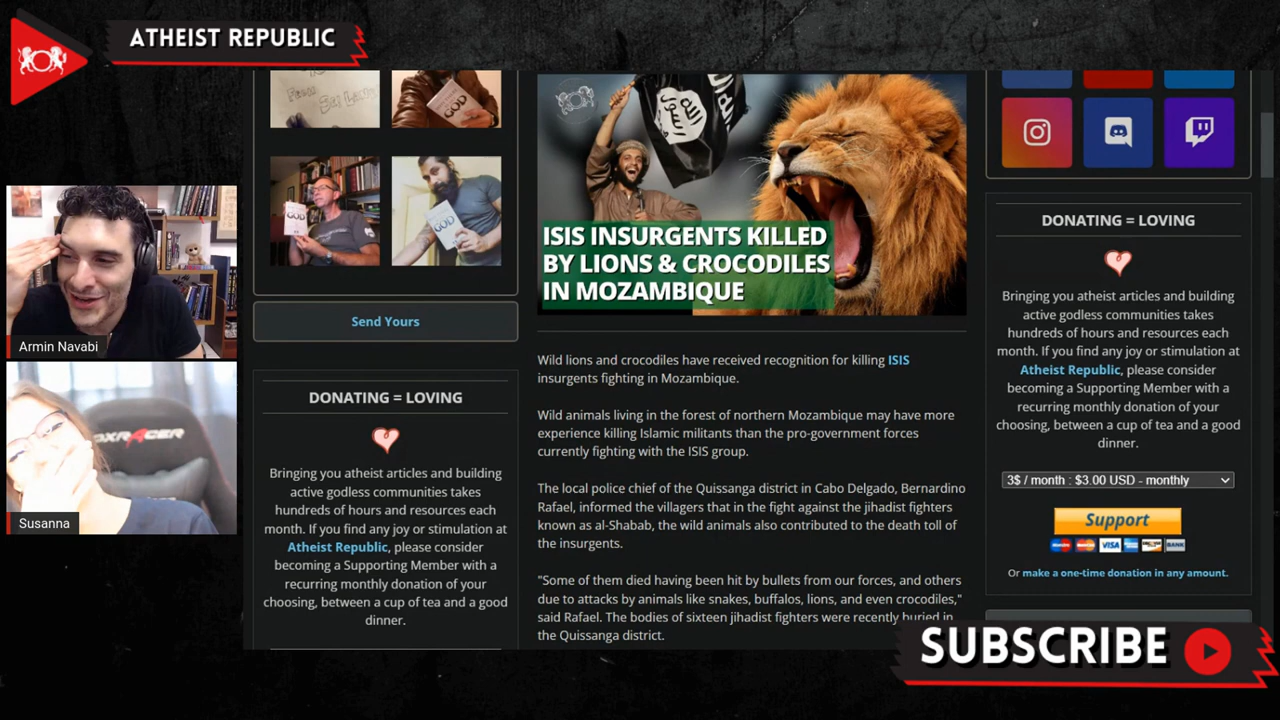 ATHEIST REPUBLIC
From
GOD
GOD
Send Yours
DONATING = LOVING
Bringing you atheist articles and building
active godless communities takes
hundreds of hours and resources each
month. If you find any joy or stimulation at
Atheist Republic, please consider
becoming a Supporting Member with a
recurring monthly donation of your
choosing, between a cup of tea and a good
dinner.
ISIS INSURGENTS KILLED
BY LIONS & CROCODILES
IN MOZAMBIQUE
Wild lions and crocodiles have received recognition for killing ISIS
insurgents fighting in Mozambique.
Wild animals living in the forest of northern Mozambique may have more
experience killing Islamic militants than the pro-government forces
currently fighting with the ISIS group.
The local police chief of the Quissanga district in Cabo Delgado, Bernardino
Rafael, informed the villagers that in the fight against the jihadist fighters
known as al-Shabab, the wild animals also contributed to the death toll of
the insurgents.
"Some of them died having been hit by bullets from our forces, and others
due to attacks by animals like snakes, buffalos, lions, and even crocodiles,"
said Rafael. The bodies of sixteen jihadist fighters were recently buried in
the Quissanga district.
DONATING = LOVING
Bringing you atheist articles and building
active godless communities takes
hundreds of hours and resources each
month. If you find any joy or stimulation at
Atheist Republic, please consider
becoming a Supporting Member with a
recurring monthly donation of your
choosing, between a cup of tea and a good
dinner.
3$ / month : $3.00 USD - monthly
Support
VISA
BANK
Or make a one-time donation in any amount.
Armin Navabi
DXRACER
Susanna
SUBSCRIBE